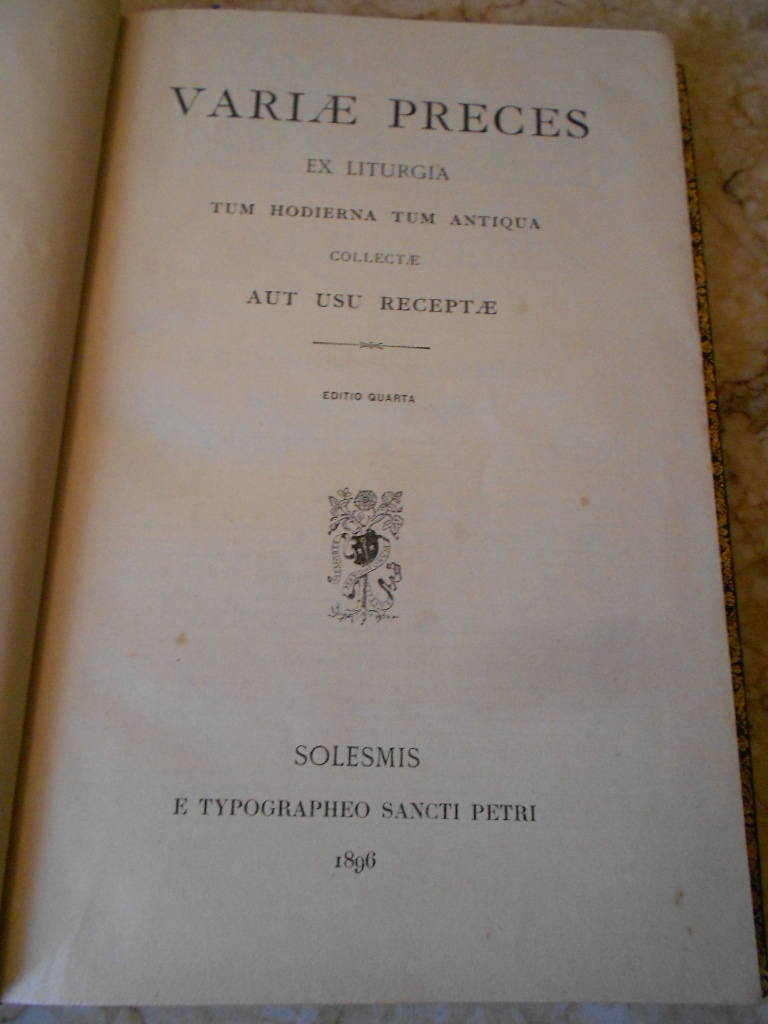 VARIÆ PRECES
EX LITURGIA
TUM HODIERNA TUM ANTIQUA
COLLECTÆ
AUT USU RECEPTÆ
EDITIO QUARTA
SOLESMIS
E TYPOGRAPHEO SANCTI PETRI
1896